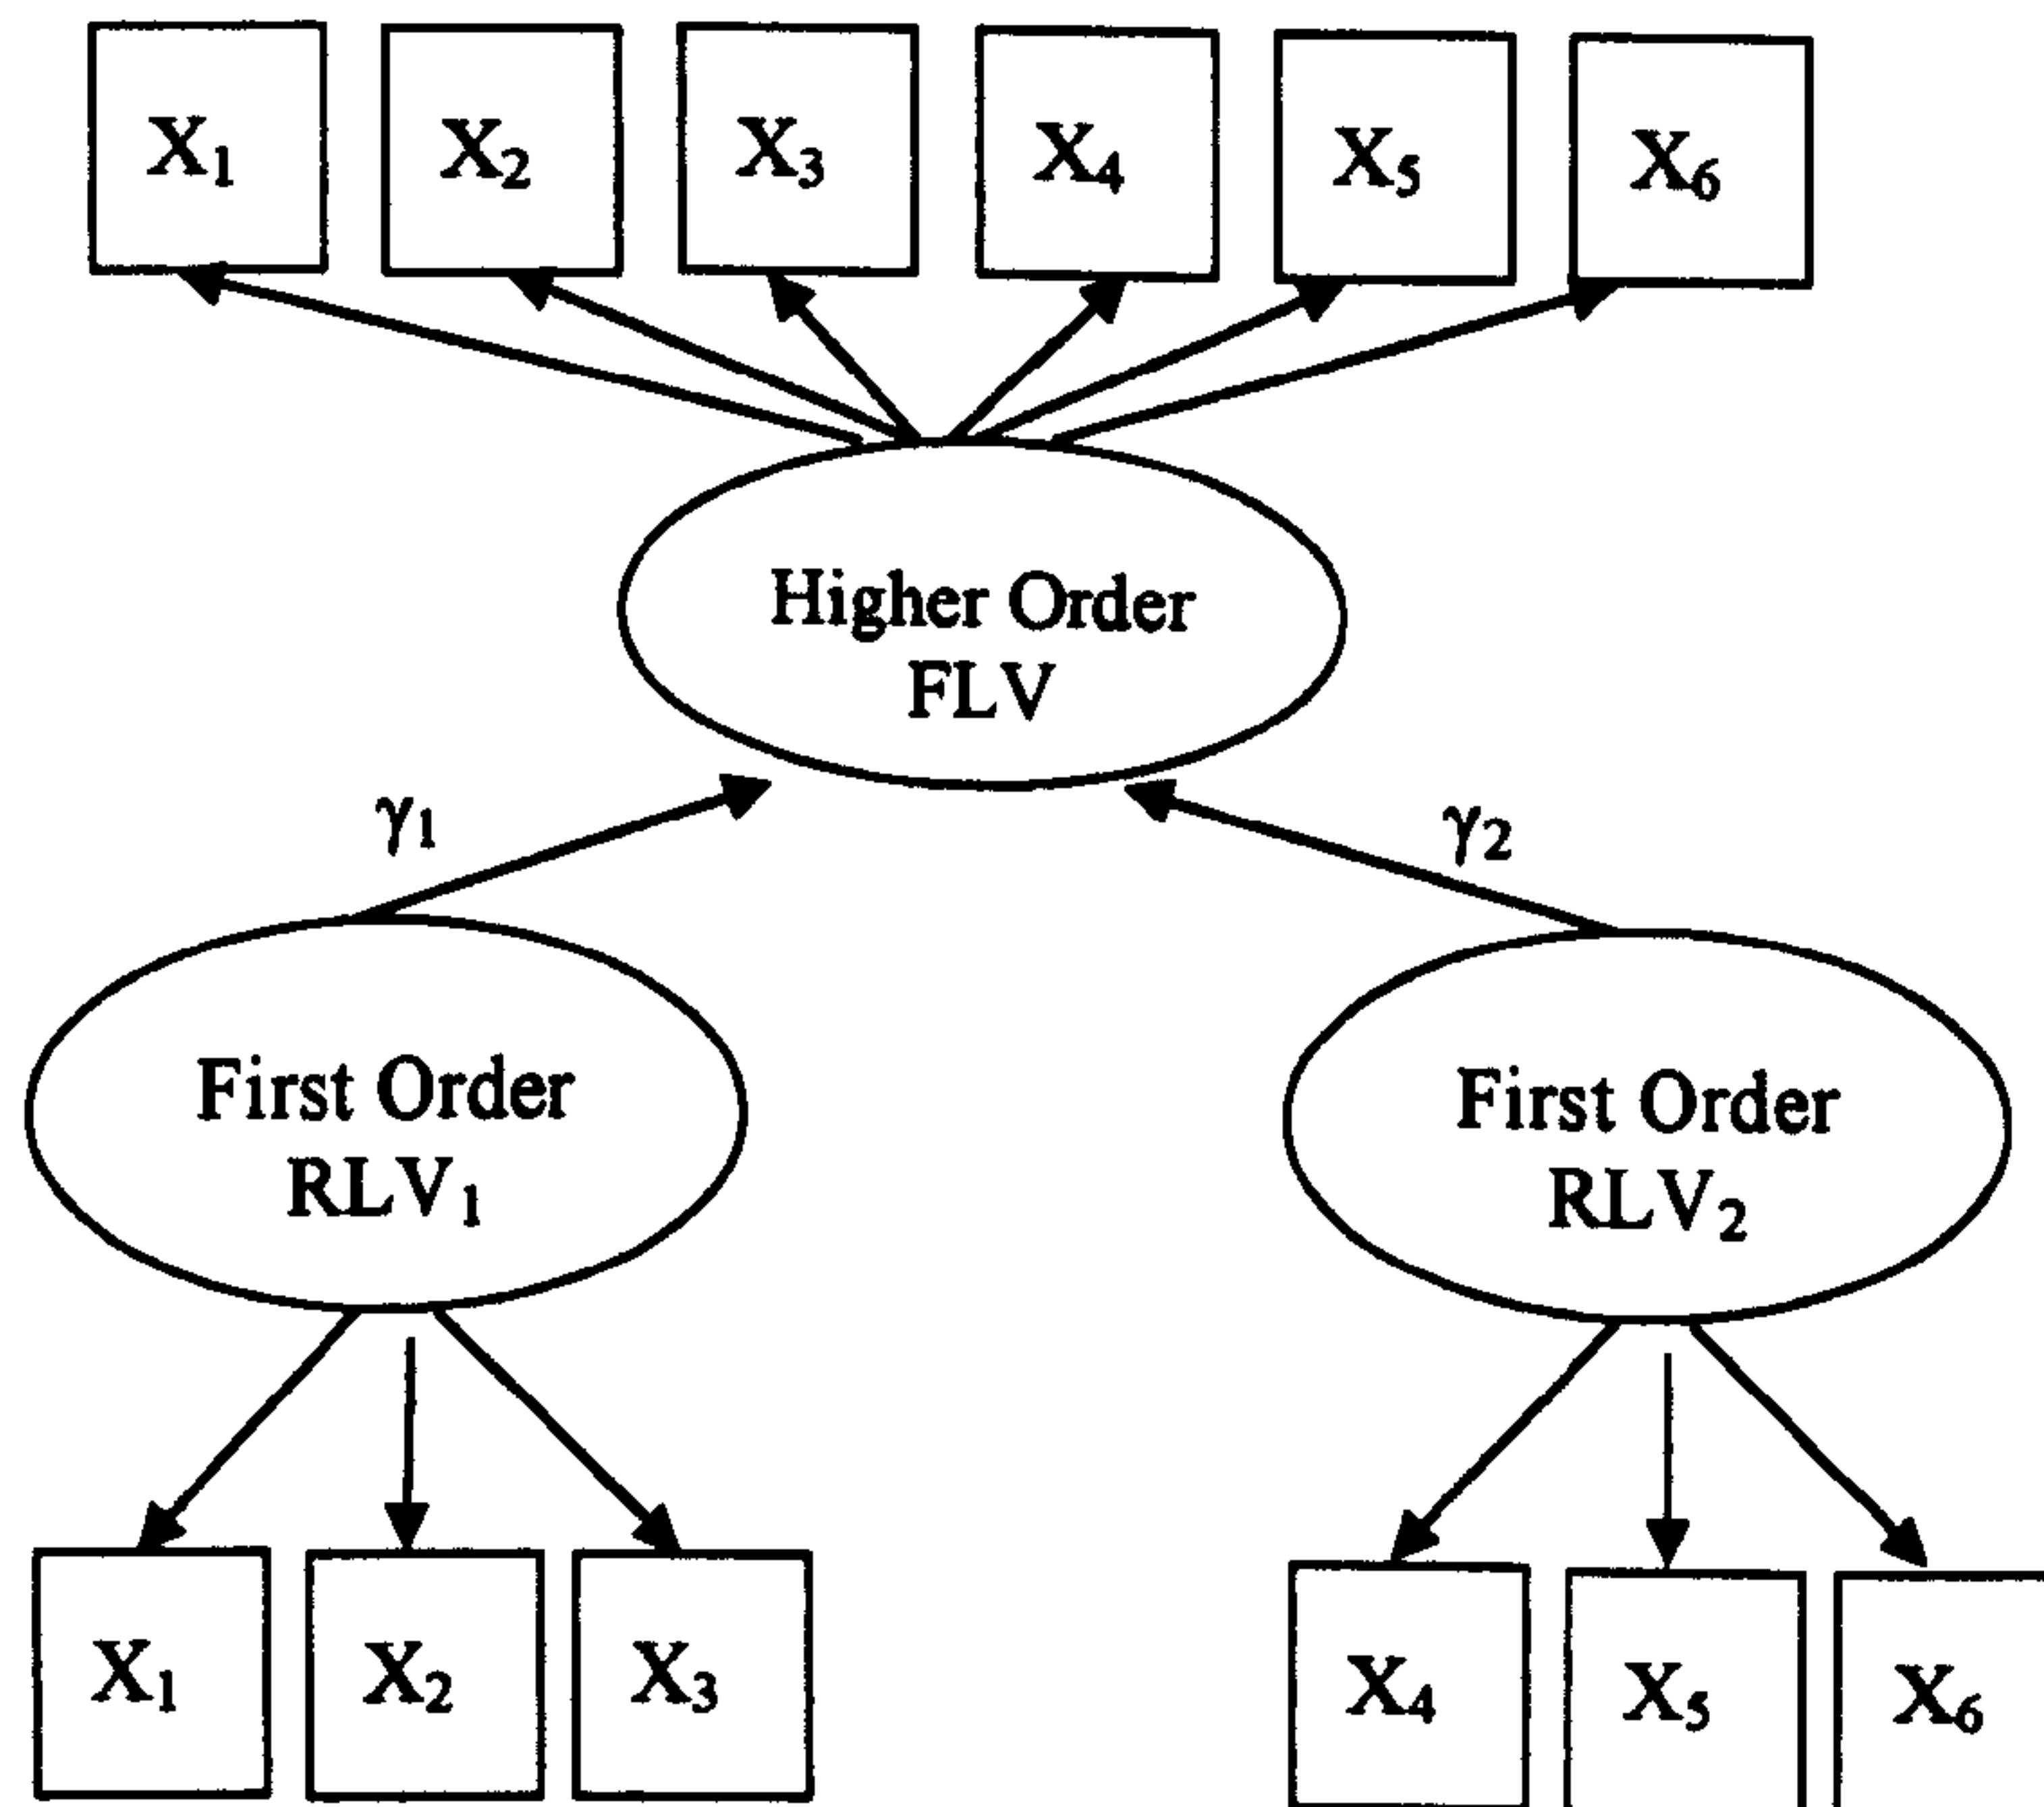 X₁ X₂ X₃ X₄ X₅ X₆
Higher Order
FLV
γ₁ γ₂
First Order
RLV₁
First Order
RLV₂
X₁ X₂ X₃ X₄ X₅ X₆